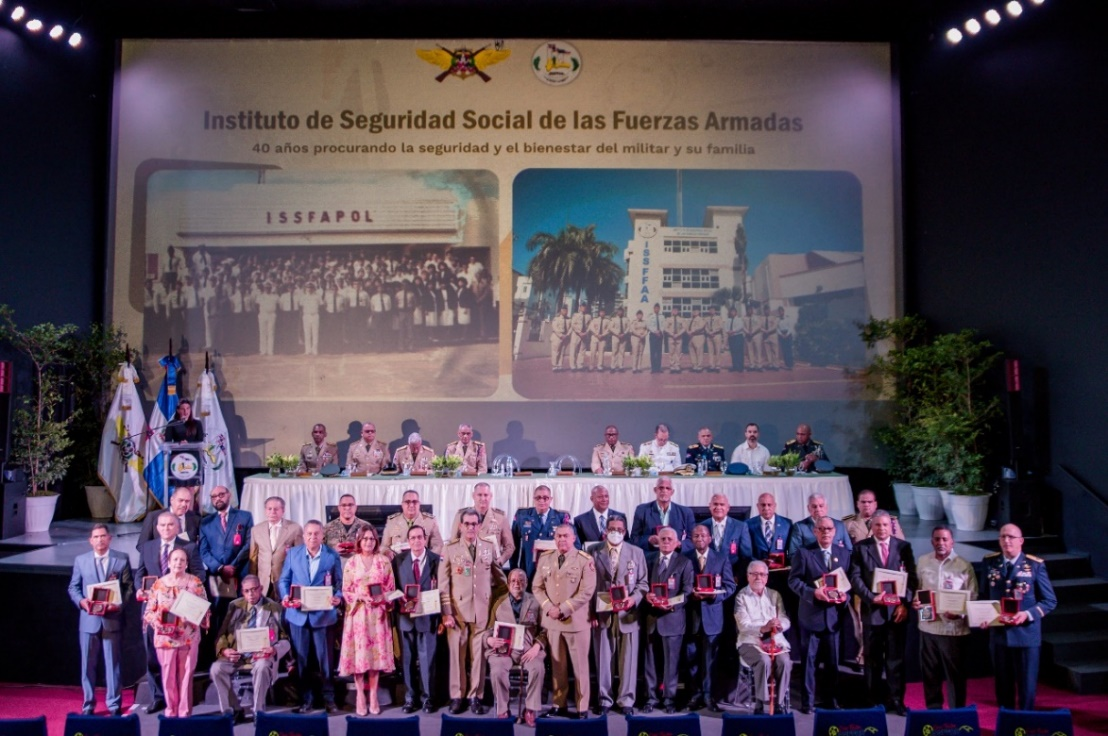 Instituto de Seguridad Social de las Fuerzas Armadas
40 años procurando la seguridad y el bienestar del militar y su familia
ISSFAPOL
ISSFFAA